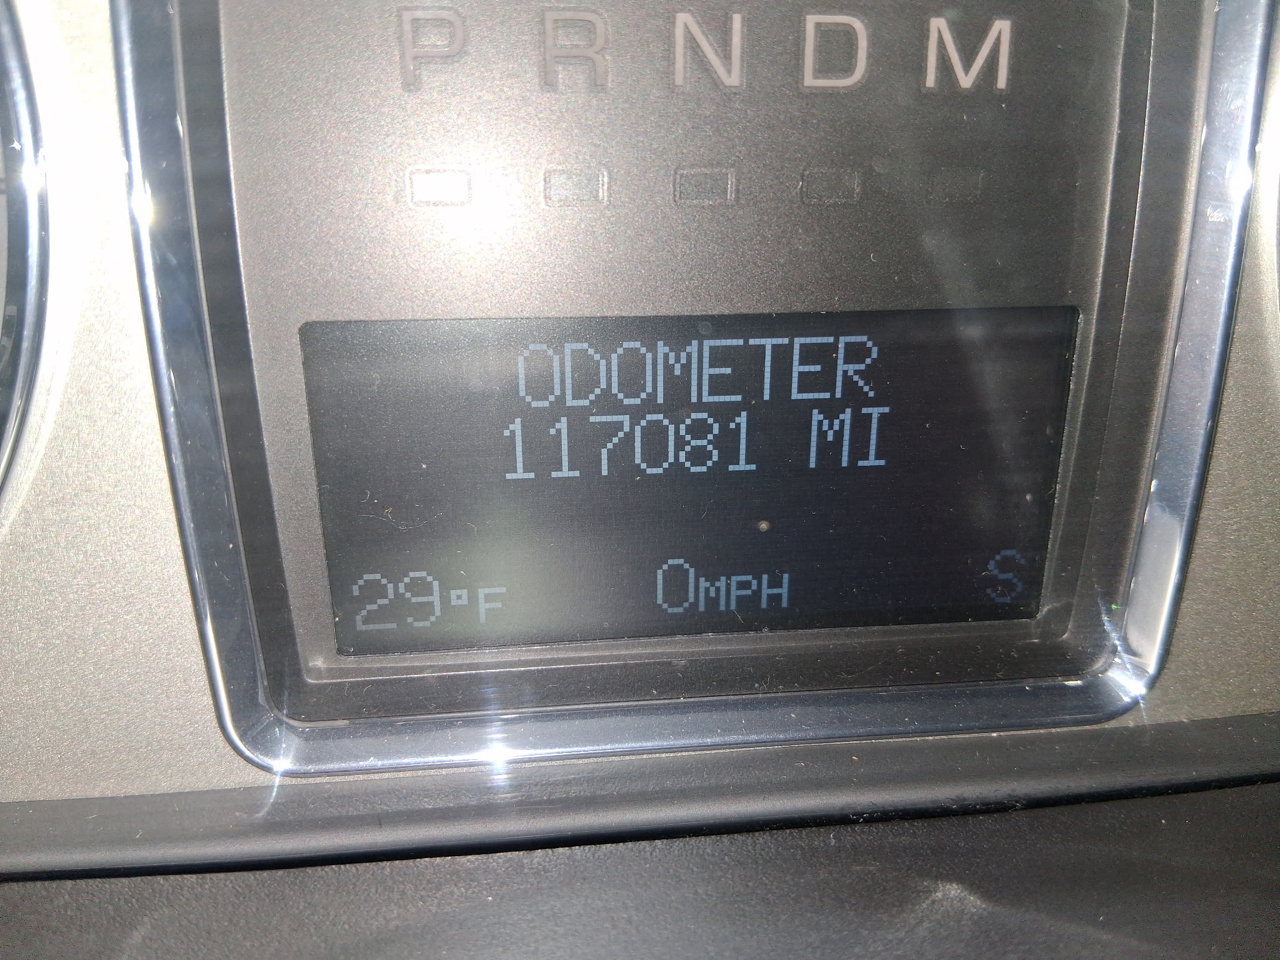 P R N D M
ODOMETER
117081 MI
29°F 0MPH S